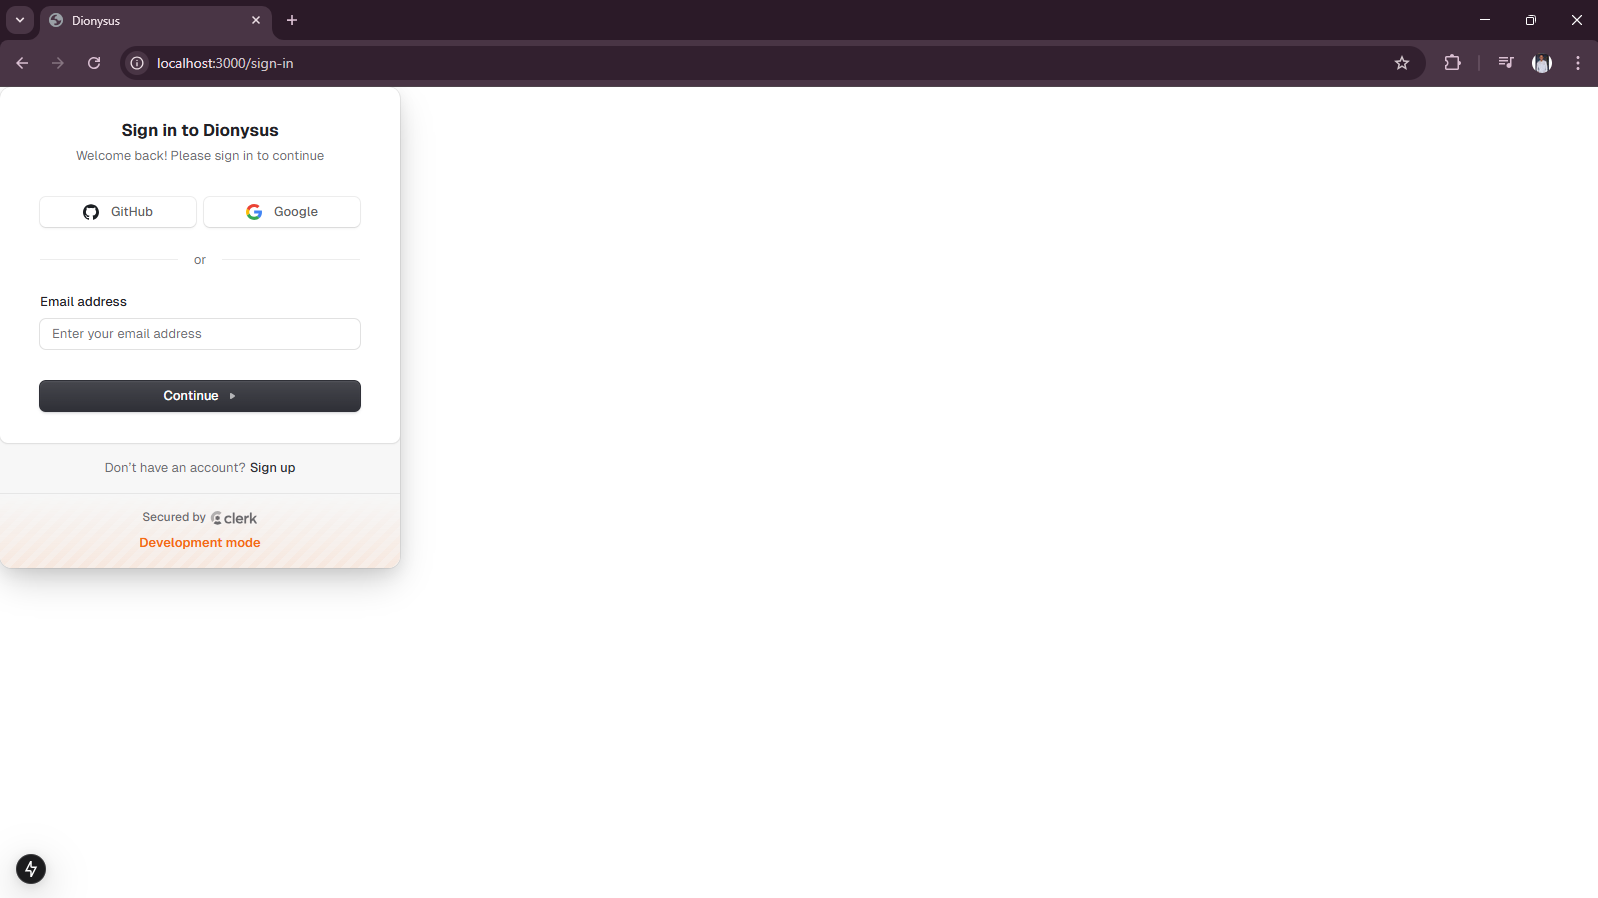 Dionysus
localhost:3000/sign-in
Sign in to Dionysus
Welcome back! Please sign in to continue
GitHub
Google
or
Email address
Enter your email address
Continue
Don't have an account? Sign up
Secured by clerk
Development mode